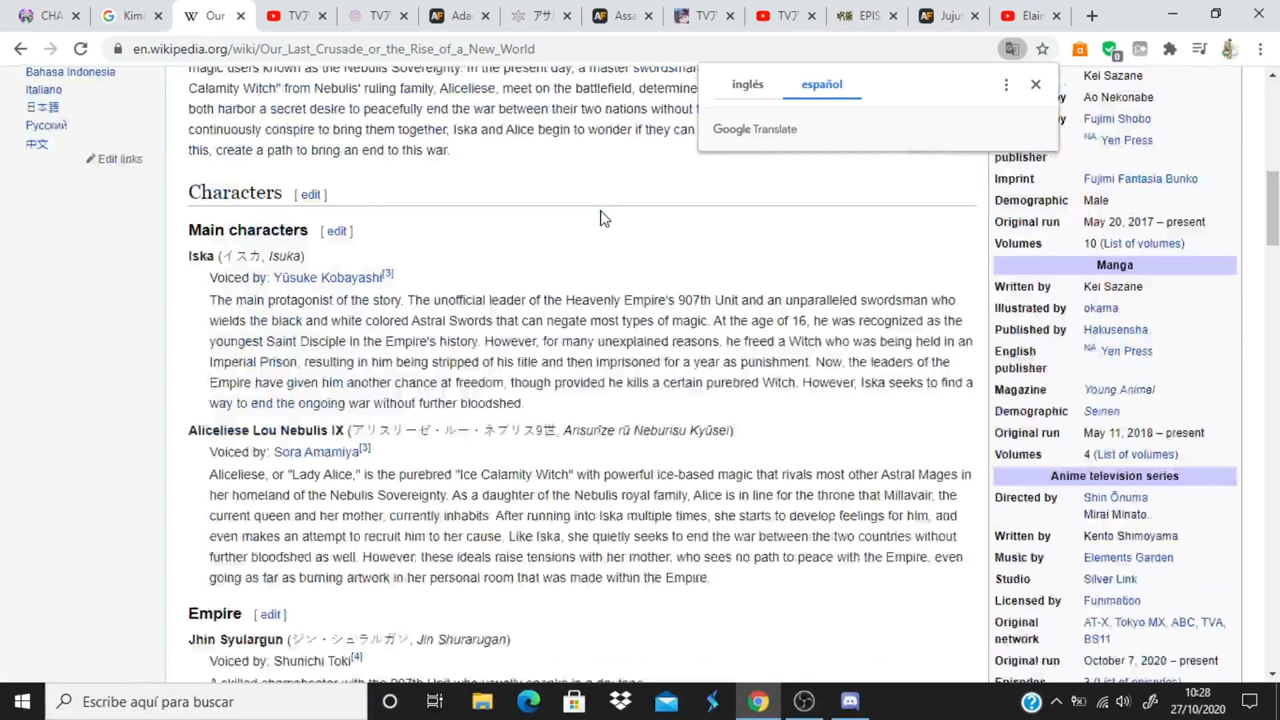 CHA
Kimi
Our
TVア
TVア
Ada
アサ
Assa
TVア
TVア
EPIS
Jujut
Elain
en.wikipedia.org/wiki/Our_Last_Crusade_or_the_Rise_of_a_New_World
0
inglés
español
Google Translate
Bahasa Indonesia
Italiano
日本語
Русский
中文
Edit links
magic users known as the Nebulis Sovereignty. In the present day, a master swordsman
Calamity Witch" from Nebulis' ruling family, Aliceliese, meet on the battlefield, determine
both harbor a secret desire to peacefully end the war between their two nations without
continuously conspire to bring them together, Iska and Alice begin to wonder if they can
this, create a path to bring an end to this war.
Characters [ edit ]
Main characters [ edit ]
Iska (イスカ, Isuka)
Voiced by: Yūsuke Kobayashi[3]
The main protagonist of the story. The unofficial leader of the Heavenly Empire's 907th Unit and an unparalleled swordsman who
wields the black and white colored Astral Swords that can negate most types of magic. At the age of 16, he was recognized as the
youngest Saint Disciple in the Empire's history. However, for many unexplained reasons, he freed a Witch who was being held in an
Imperial Prison, resulting in him being stripped of his title and then imprisoned for a year as punishment. Now, the leaders of the
Empire have given him another chance at freedom, though provided he kills a certain purebred Witch. However, Iska seeks to find a
way to end the ongoing war without further bloodshed.
Aliceliese Lou Nebulis IX (アリスリーゼ・ルー・ネブリス9世, Arisurīze rū Neburisu Kyūsei)
Voiced by: Sora Amamiya[3]
Aliceliese, or "Lady Alice," is the purebred "Ice Calamity Witch" with powerful ice-based magic that rivals most other Astral Mages in
her homeland of the Nebulis Sovereignty. As a daughter of the Nebulis royal family, Alice is in line for the throne that Millavair, the
current queen and her mother, currently inhabits. After running into Iska multiple times, she starts to develop feelings for him, and
even makes an attempt to recruit him to her cause. Like Iska, she quietly seeks to end the war between the two countries without
further bloodshed as well. However, these ideals raise tensions with her mother, who sees no path to peace with the Empire, even
going as far as burning artwork in her personal room that was made within the Empire.
Empire [ edit ]
Jhin Syulargun (ジン・シュラルガン, Jin Shurarugan)
Voiced by: Shunichi Toki[4]
Kei Sazane
by Ao Nekonabe
by Fujimi Shobo
NA Yen Press
publisher
Imprint Fujimi Fantasia Bunko
Demographic Male
Original run May 20, 2017 – present
Volumes 10 (List of volumes)
Manga
Written by Kei Sazane
Illustrated by okama
Published by Hakusensha
English NA Yen Press
publisher
Magazine Young Animal
Demographic Seinen
Original run May 11, 2018 – present
Volumes 4 (List of volumes)
Anime television series
Directed by Shin Ōnuma
Mirai Minato
Written by Kento Shimoyama
Music by Elements Garden
Studio Silver Link
Licensed by Funimation
Original AT-X, Tokyo MX, ABC, TVA,
network BS11
Original run October 7, 2020 – present
Escribe aquí para buscar
10:28
27/10/2020